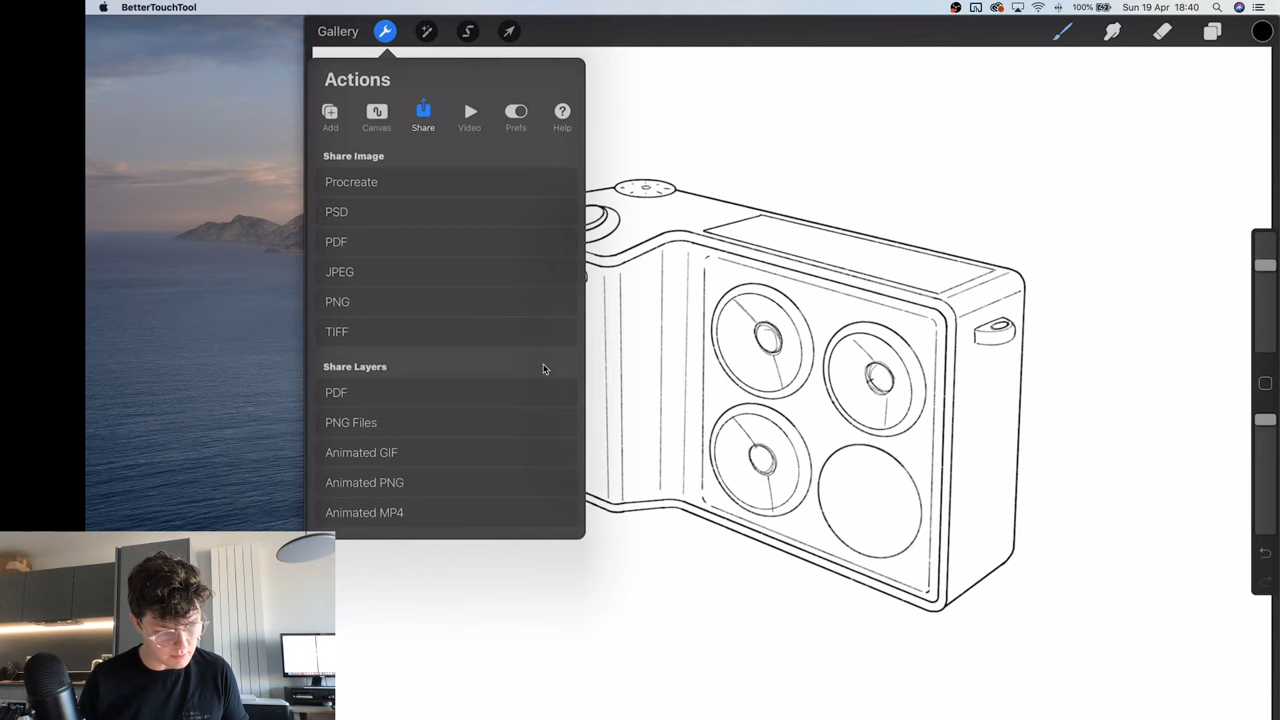 BetterTouchTool
100%
Sun 19 Apr 18:40
Gallery
Actions
Add Canvas Share Video Prefs Help
Share Image
Procreate
PSD
PDF
JPEG
PNG
TIFF
Share Layers
PDF
PNG Files
Animated GIF
Animated PNG
Animated MP4